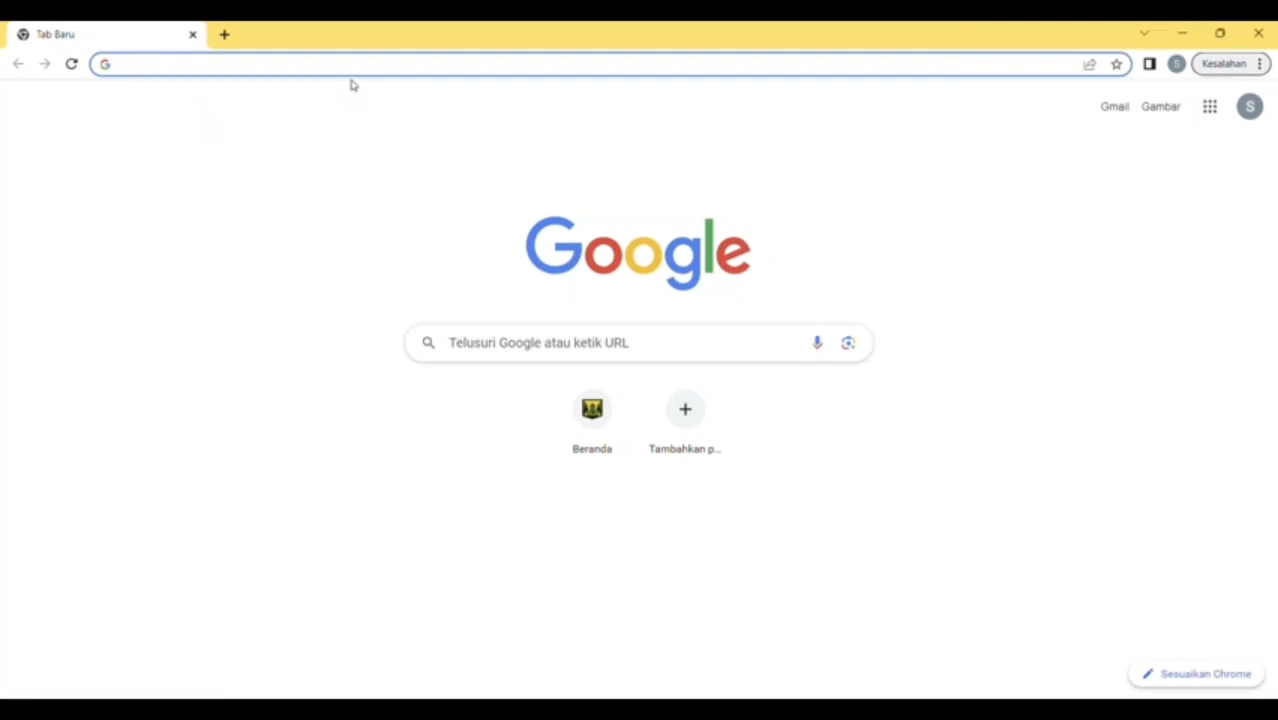 Tab Baru
Kesalahan
Gmail Gambar
S
Google
Telusuri Google atau ketik URL
Beranda
Tambahkan p...
Sesuaikan Chrome